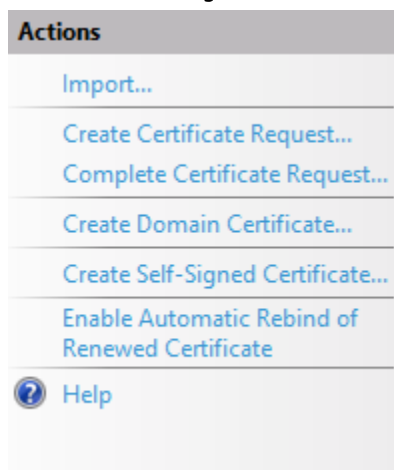 Actions
Import...
Create Certificate Request...
Complete Certificate Request...
Create Domain Certificate...
Create Self-Signed Certificate...
Enable Automatic Rebind of
Renewed Certificate
Help